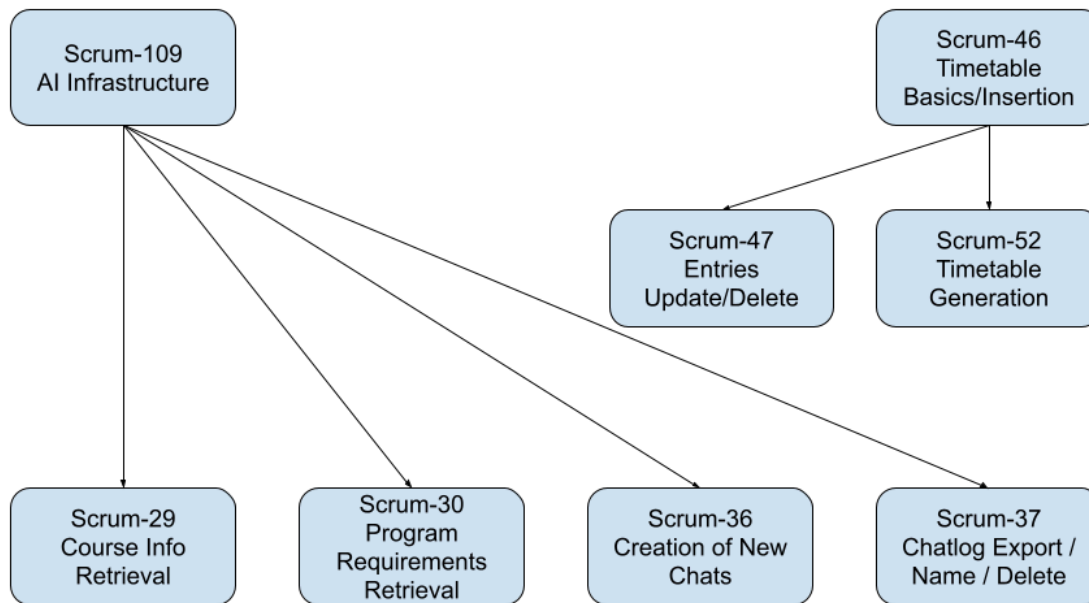 Scrum-109
AI Infrastructure
Scrum-46
Timetable
Basics/Insertion
Scrum-47
Entries
Update/Delete
Scrum-52
Timetable
Generation
Scrum-29
Course Info
Retrieval
Scrum-30
Program
Requirements
Retrieval
Scrum-36
Creation of New
Chats
Scrum-37
Chatlog Export /
Name / Delete